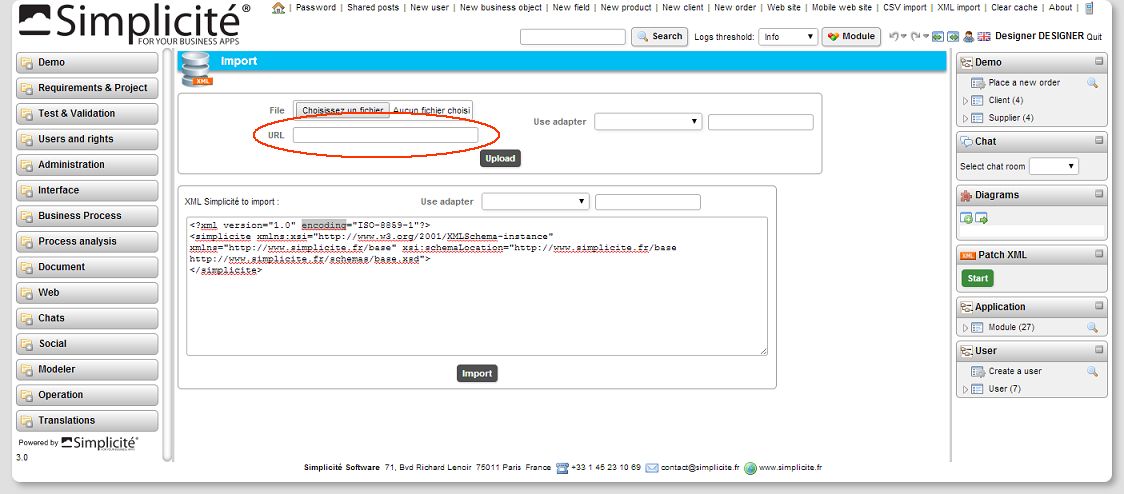 Simplicité®
FOR YOUR BUSINESS APPS
| Password | Shared posts | New user | New business object | New field | New product | New client | New order | Web site | Mobile web site | CSV import | XML import | Clear cache | About |
Search Logs threshold: Info Module Designer DESIGNER Quit
Demo
Requirements & Project
Test & Validation
Users and rights
Administration
Interface
Business Process
Process analysis
Document
Web
Chats
Social
Modeler
Operation
Translations
Powered by Simplicité®
FOR YOUR BUSINESS APPS
3.0
XML
Import
File Choisissez un fichier Aucun fichier choisi
URL
Use adapter
Upload
XML Simplicité to import :
Use adapter
<?xml version="1.0" encoding="ISO-8859-1"?>
<simplicite xmlns:xsi="http://www.w3.org/2001/XMLSchema-instance"
xmlns="http://www.simplicite.fr/base" xsi:schemaLocation="http://www.simplicite.fr/base
http://www.simplicite.fr/schemas/base.xsd">
</simplicite>
Import
Demo
Place a new order
Client (4)
Supplier (4)
Chat
Select chat room
Diagrams
XML Patch XML
Start
Application
Module (27)
User
Create a user
User (7)
Simplicité Software 71, Bvd Richard Lenoir 75011 Paris France +33 1 45 23 10 69 contact@simplicite.fr www.simplicite.fr